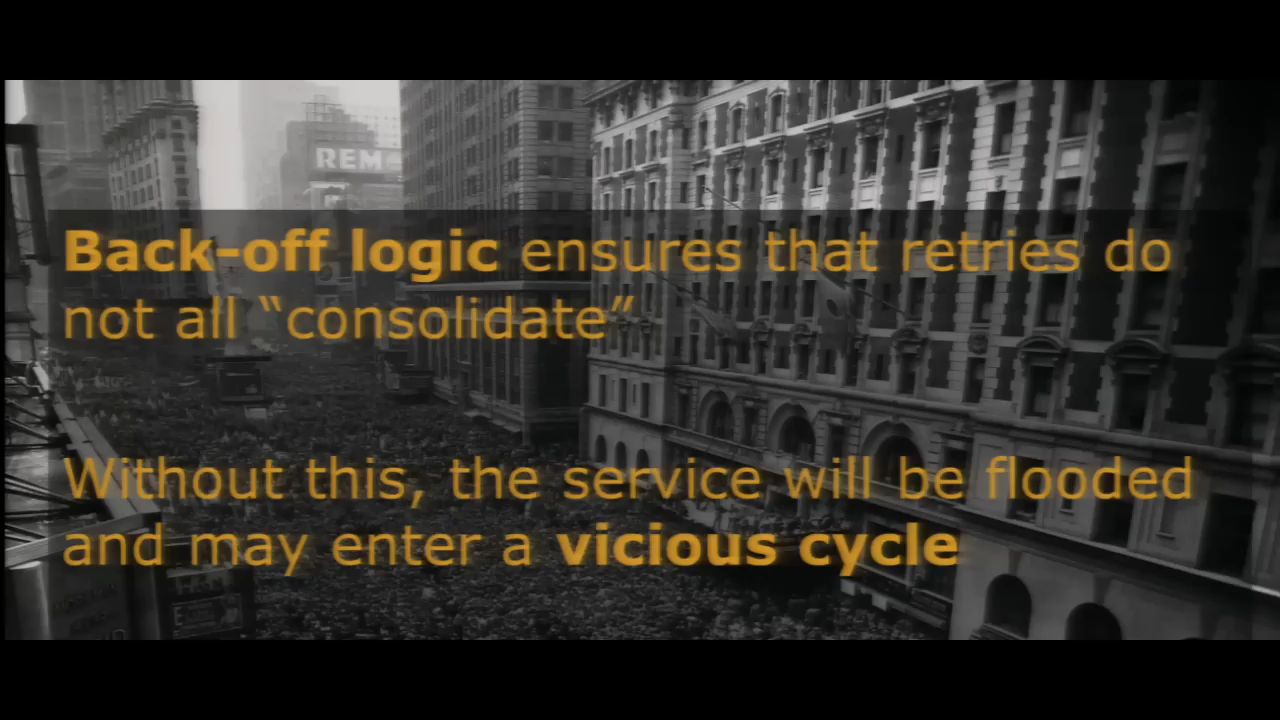 REM
Back-off logic ensures that retries do
not all “consolidate”
Without this, the service will be flooded
and may enter a vicious cycle